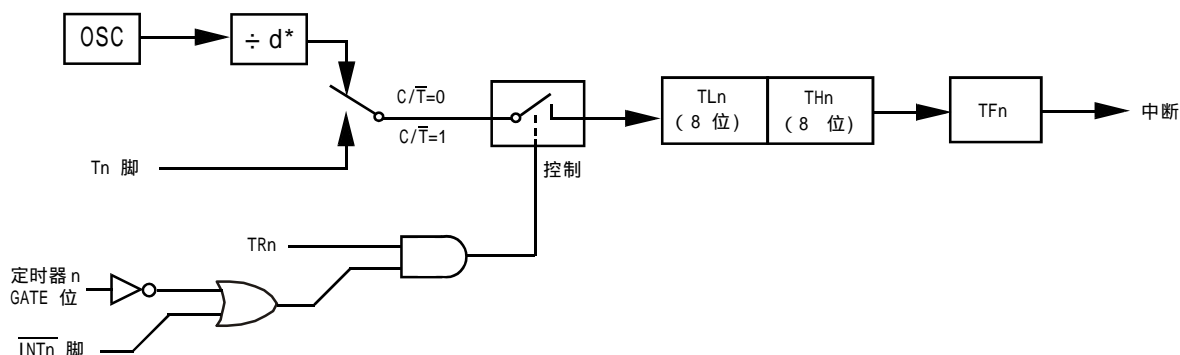 OSC
÷ d*
C/T̅=0
C/T̅=1
Tn 脚
控制
TLn
(8 位)
THn
(8 位)
TFn
中断
TRn
定时器 n
GATE 位
I̅N̅T̅n̅ 脚